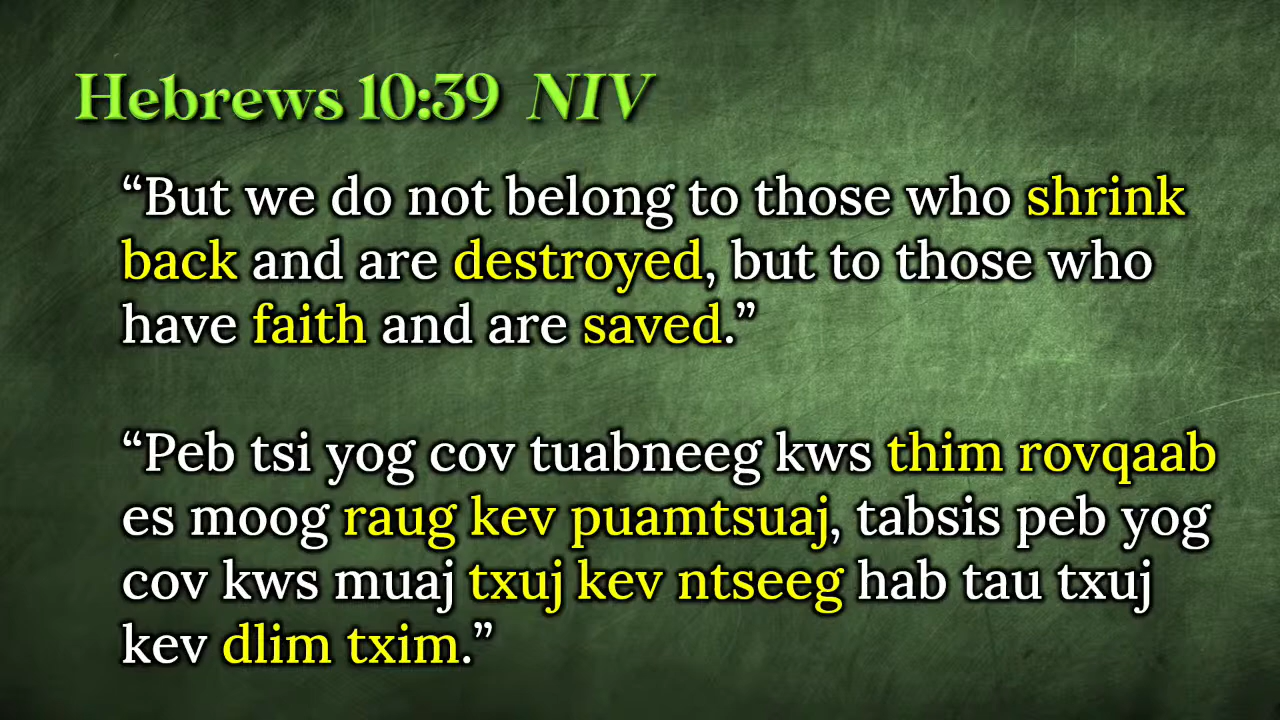 Hebrews 10:39 NIV
“But we do not belong to those who shrink
back and are destroyed, but to those who
have faith and are saved.”
“Peb tsi yog cov tuabneeg kws thim rovqaab
es moog raug kev puamtsuaj, tabsis peb yog
cov kws muaj txuj kev ntseeg hab tau txuj
kev dlim txim.”